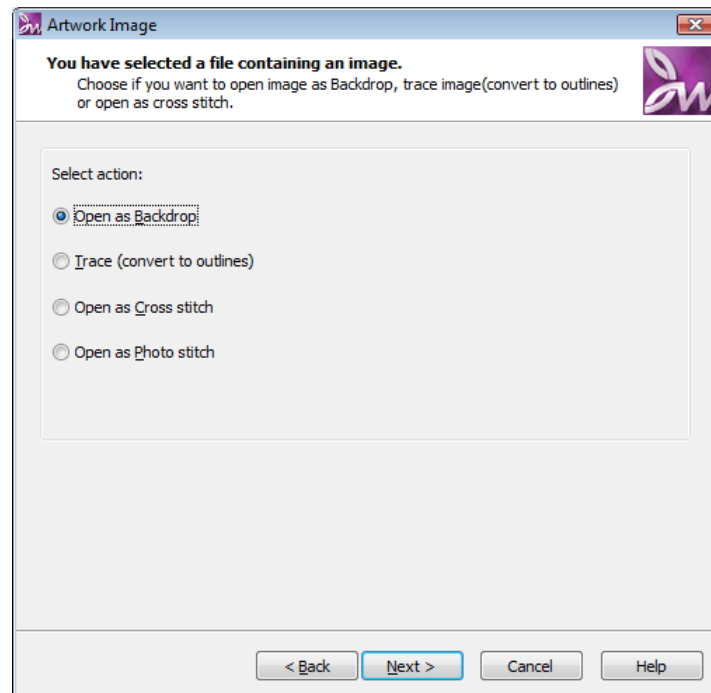 Artwork Image
You have selected a file containing an image.
Choose if you want to open image as Backdrop, trace image(convert to outlines)
or open as cross stitch.
Select action:
Open as Backdrop
Trace (convert to outlines)
Open as Cross stitch
Open as Photo stitch
< Back Next > Cancel Help